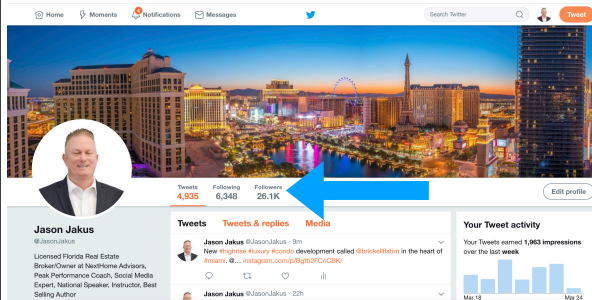 Home Moments Notifications Messages Search Twitter Tweet
Tweets Following Followers
4,935 6,348 26.1K
Edit profile
Jason Jakus
@JasonJakus
Licensed Florida Real Estate
Broker/Owner at NextHome Advisors,
Peak Performance Coach, Social Media
Expert, National Speaker, Instructor, Best
Selling Author
Tweets Tweets & replies Media
Jason Jakus @JasonJakus · 9m
New #highrise #luxury #condo development called @brickellflatim in the heart of
#miami. @… instagram.com/p/Bgtb2FCnCBK/
Jason Jakus @JasonJakus · 22h
Your Tweet activity
Your Tweets earned 1,963 impressions
over the last week
Mar 18 Mar 24